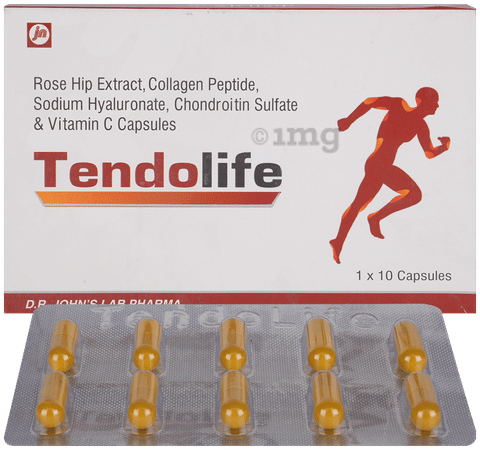 jn
Rose Hip Extract, Collagen Peptide,
Sodium Hyaluronate, Chondroitin Sulfate
& Vitamin C Capsules
©1mg
Tendolife
1 x 10 Capsules
D.R. JOHN'S LAB PHARMA
TendoLife